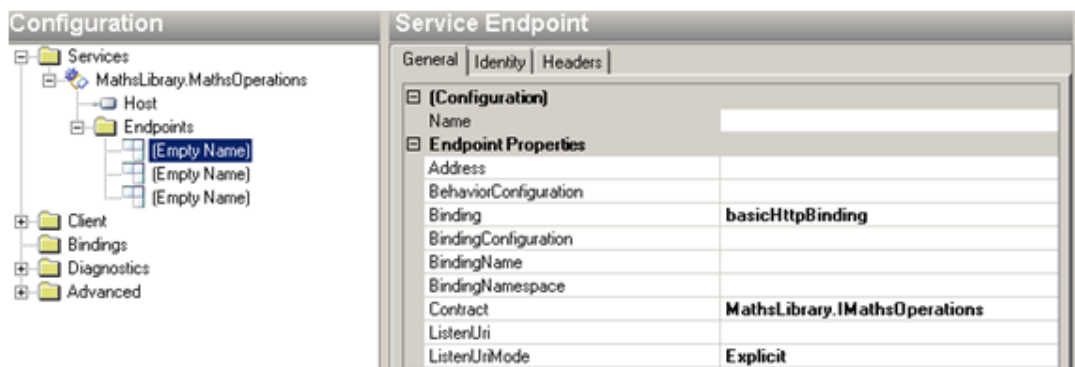 Configuration
Services
MathsLibrary.MathsOperations
Host
Endpoints
(Empty Name)
(Empty Name)
(Empty Name)
Client
Bindings
Diagnostics
Advanced
Service Endpoint
General Identity Headers
(Configuration)
Name
Endpoint Properties
Address
BehaviorConfiguration
Binding basicHttpBinding
BindingConfiguration
BindingName
BindingNamespace
Contract MathsLibrary.IMathsOperations
ListenUri
ListenUriMode Explicit